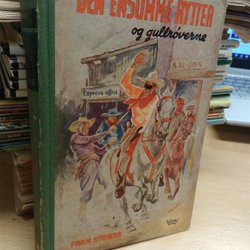 DEN ENSOMME RYTTER
og gullrøverne
SALOON
Express office
FRAN STRIKER